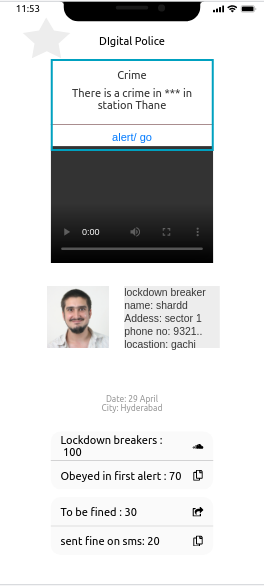 11:53
DIgital Police
Crime
There is a crime in *** in
station Thane
alert/ go
0:00
lockdown breaker
name: shardd
Addess: sector 1
phone no: 9321..
locastion: gachi
Date: 29 April
City: Hyderabad
Lockdown breakers :
100
Obeyed in first alert : 70
To be fined : 30
sent fine on sms: 20